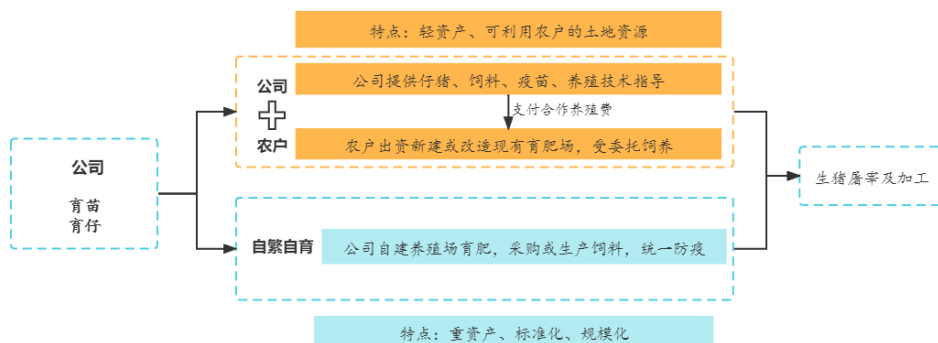 特点：轻资产、可利用农户的土地资源
公司
农户
公司提供仔猪、饲料、疫苗、养殖技术指导
支付合作养殖费
农户出资新建或改造现有育肥场，受委托饲养
公司
育苗
育仔
生猪屠宰及加工
自繁自育
公司自建养殖场育肥，采购或生产饲料，统一防疫
特点：重资产、标准化、规模化